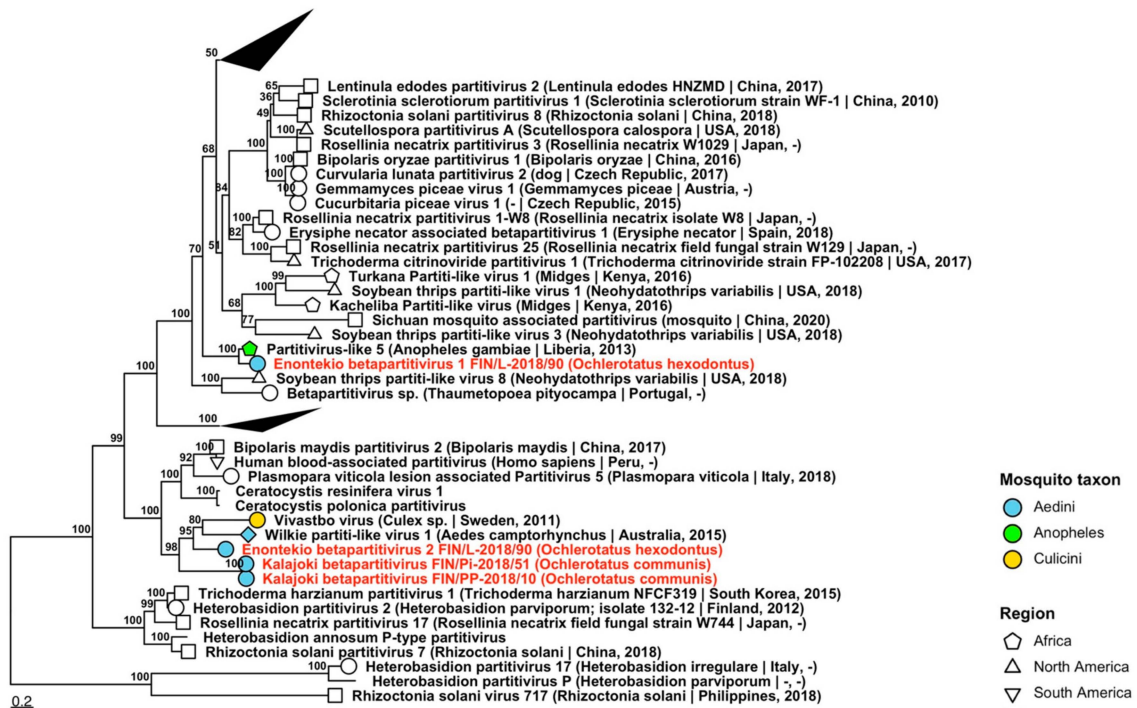 50
Lentinula edodes partitivirus 2 (Lentinula edodes HNZMD | China, 2017)
65
Sclerotinia sclerotiorum partitivirus 1 (Sclerotinia sclerotiorum strain WF-1 | China, 2010)
36
Rhizoctonia solani partitivirus 8 (Rhizoctonia solani | China, 2018)
49
Scutellospora partitivirus A (Scutellospora calospora | USA, 2018)
100
Rosellinia necatrix partitivirus 3 (Rosellinia necatrix W1029 | Japan, -)
100
Bipolaris oryzae partitivirus 1 (Bipolaris oryzae | China, 2016)
68
Curvularia lunata partitivirus 2 (dog | Czech Republic, 2017)
100
Gemmamyces piceae virus 1 (Gemmamyces piceae | Austria, -)
84
100
Cucurbitaria piceae virus 1 (- | Czech Republic, 2015)
100
Rosellinia necatrix partitivirus 1-W8 (Rosellinia necatrix isolate W8 | Japan, -)
82
Erysiphe necator associated betapartitivirus 1 (Erysiphe necator | Spain, 2018)
70
51
Rosellinia necatrix partitivirus 25 (Rosellinia necatrix field fungal strain W129 | Japan, -)
100
Trichoderma citrinoviride partitivirus 1 (Trichoderma citrinoviride strain FP-102208 | USA, 2017)
99
Turkana Partiti-like virus 1 (Midges | Kenya, 2016)
100
Soybean thrips partiti-like virus 1 (Neohydatothrips variabilis | USA, 2018)
68
Kacheliba Partiti-like virus (Midges | Kenya, 2016)
77
Sichuan mosquito associated partitivirus (mosquito | China, 2020)
Soybean thrips partiti-like virus 3 (Neohydatothrips variabilis | USA, 2018)
100
100
Partitivirus-like 5 (Anopheles gambiae | Liberia, 2013)
Enontekio betapartitivirus 1 FIN/L-2018/90 (Ochlerotatus hexodontus)
100
Soybean thrips partiti-like virus 8 (Neohydatothrips variabilis | USA, 2018)
Betapartitivirus sp. (Thaumetopoea pityocampa | Portugal, -)
100
99
100
Bipolaris maydis partitivirus 2 (Bipolaris maydis | China, 2017)
92
Human blood-associated partitivirus (Homo sapiens | Peru, -)
100
Plasmopara viticola lesion associated Partitivirus 5 (Plasmopara viticola | Italy, 2018)
100
Ceratocystis resinifera virus 1
Ceratocystis polonica partitivirus
80
Vivastbo virus (Culex sp. | Sweden, 2011)
100
95
Wilkie partiti-like virus 1 (Aedes camptorhynchus | Australia, 2015)
98
Enontekio betapartitivirus 2 FIN/L-2018/90 (Ochlerotatus hexodontus)
100
Kalajoki betapartitivirus FIN/Pi-2018/51 (Ochlerotatus communis)
Kalajoki betapartitivirus FIN/PP-2018/10 (Ochlerotatus communis)
Trichoderma harzianum partitivirus 1 (Trichoderma harzianum NFCF319 | South Korea, 2015)
100
99
Heterobasidion partitivirus 2 (Heterobasidion parviporum; isolate 132-12 | Finland, 2012)
100
Rosellinia necatrix partitivirus 17 (Rosellinia necatrix field fungal strain W744 | Japan, -)
100
Heterobasidion annosum P-type partitivirus
Rhizoctonia solani partitivirus 7 (Rhizoctonia solani | China, 2018)
100
Heterobasidion partitivirus 17 (Heterobasidion irregulare | Italy, -)
100
Heterobasidion partitivirus P (Heterobasidion parviporum | -, -)
Rhizoctonia solani virus 717 (Rhizoctonia solani | Philippines, 2018)
0.2
Mosquito taxon
Aedini
Anopheles
Culicini
Region
Africa
North America
South America